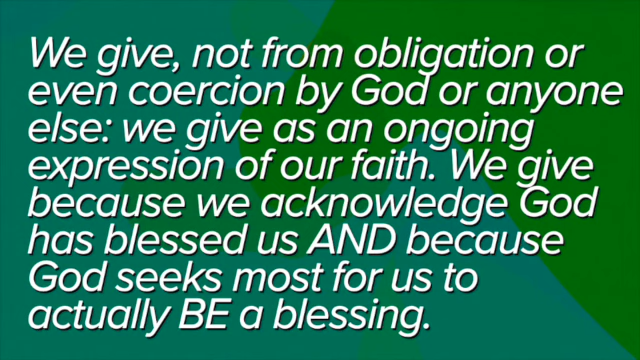 We give, not from obligation or
even coercion by God or anyone
else: we give as an ongoing
expression of our faith. We give
because we acknowledge God
has blessed us AND because
God seeks most for us to
actually BE a blessing.